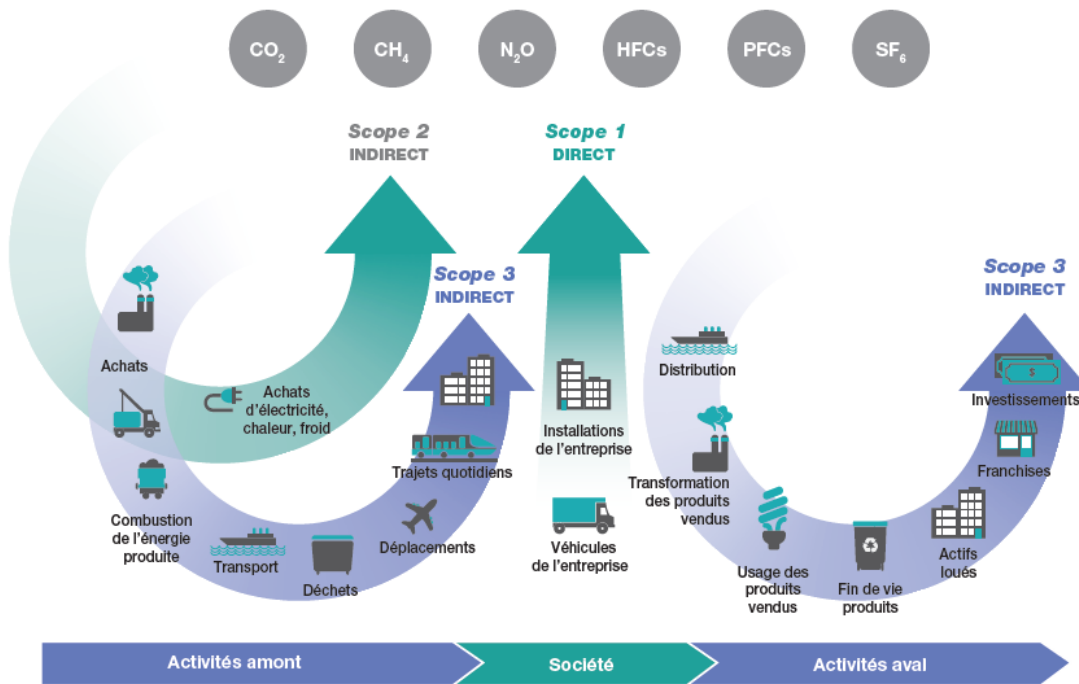 CO₂
CH₄
N₂O
HFCs
PFCs
SF₆
Scope 2
INDIRECT
Scope 1
DIRECT
Scope 3
INDIRECT
Scope 3
INDIRECT
Achats
Achats
d'électricité,
chaleur, froid
Combustion
de l'énergie
produite
Transport
Déchets
Déplacements
Trajets quotidiens
Installations
de l'entreprise
Véhicules
de l'entreprise
Distribution
Transformation
des produits
vendus
Usage des
produits
vendus
Fin de vie
produits
Actifs
loués
Franchises
$
Investissements
Activités amont
Société
Activités aval